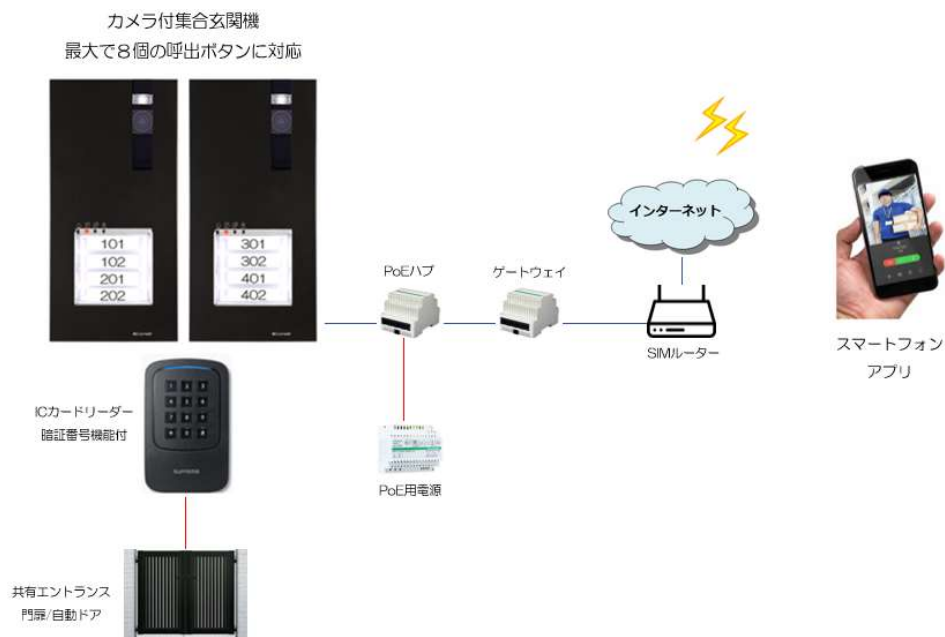 カメラ付集合玄関機
最大で8個の呼出ボタンに対応
101
102
201
202
301
302
401
402
インターネット
PoEハブ
ゲートウェイ
SIMルーター
スマートフォン
アプリ
ICカードリーダー
暗証番号機能付
suprema
PoE用電源
共有エントランス
門扉/自動ドア